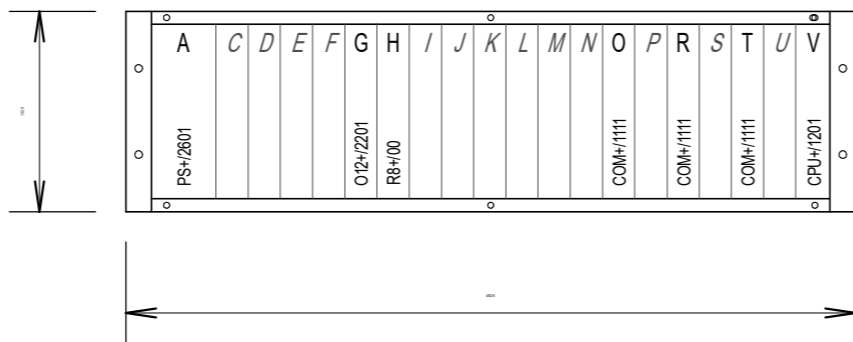 A C D E F G H I J K L M N O P R S T U V
PS+/2601
O12+/2201
R8+/00
COM+/1111
COM+/1111
COM+/1111
CPU+/1201